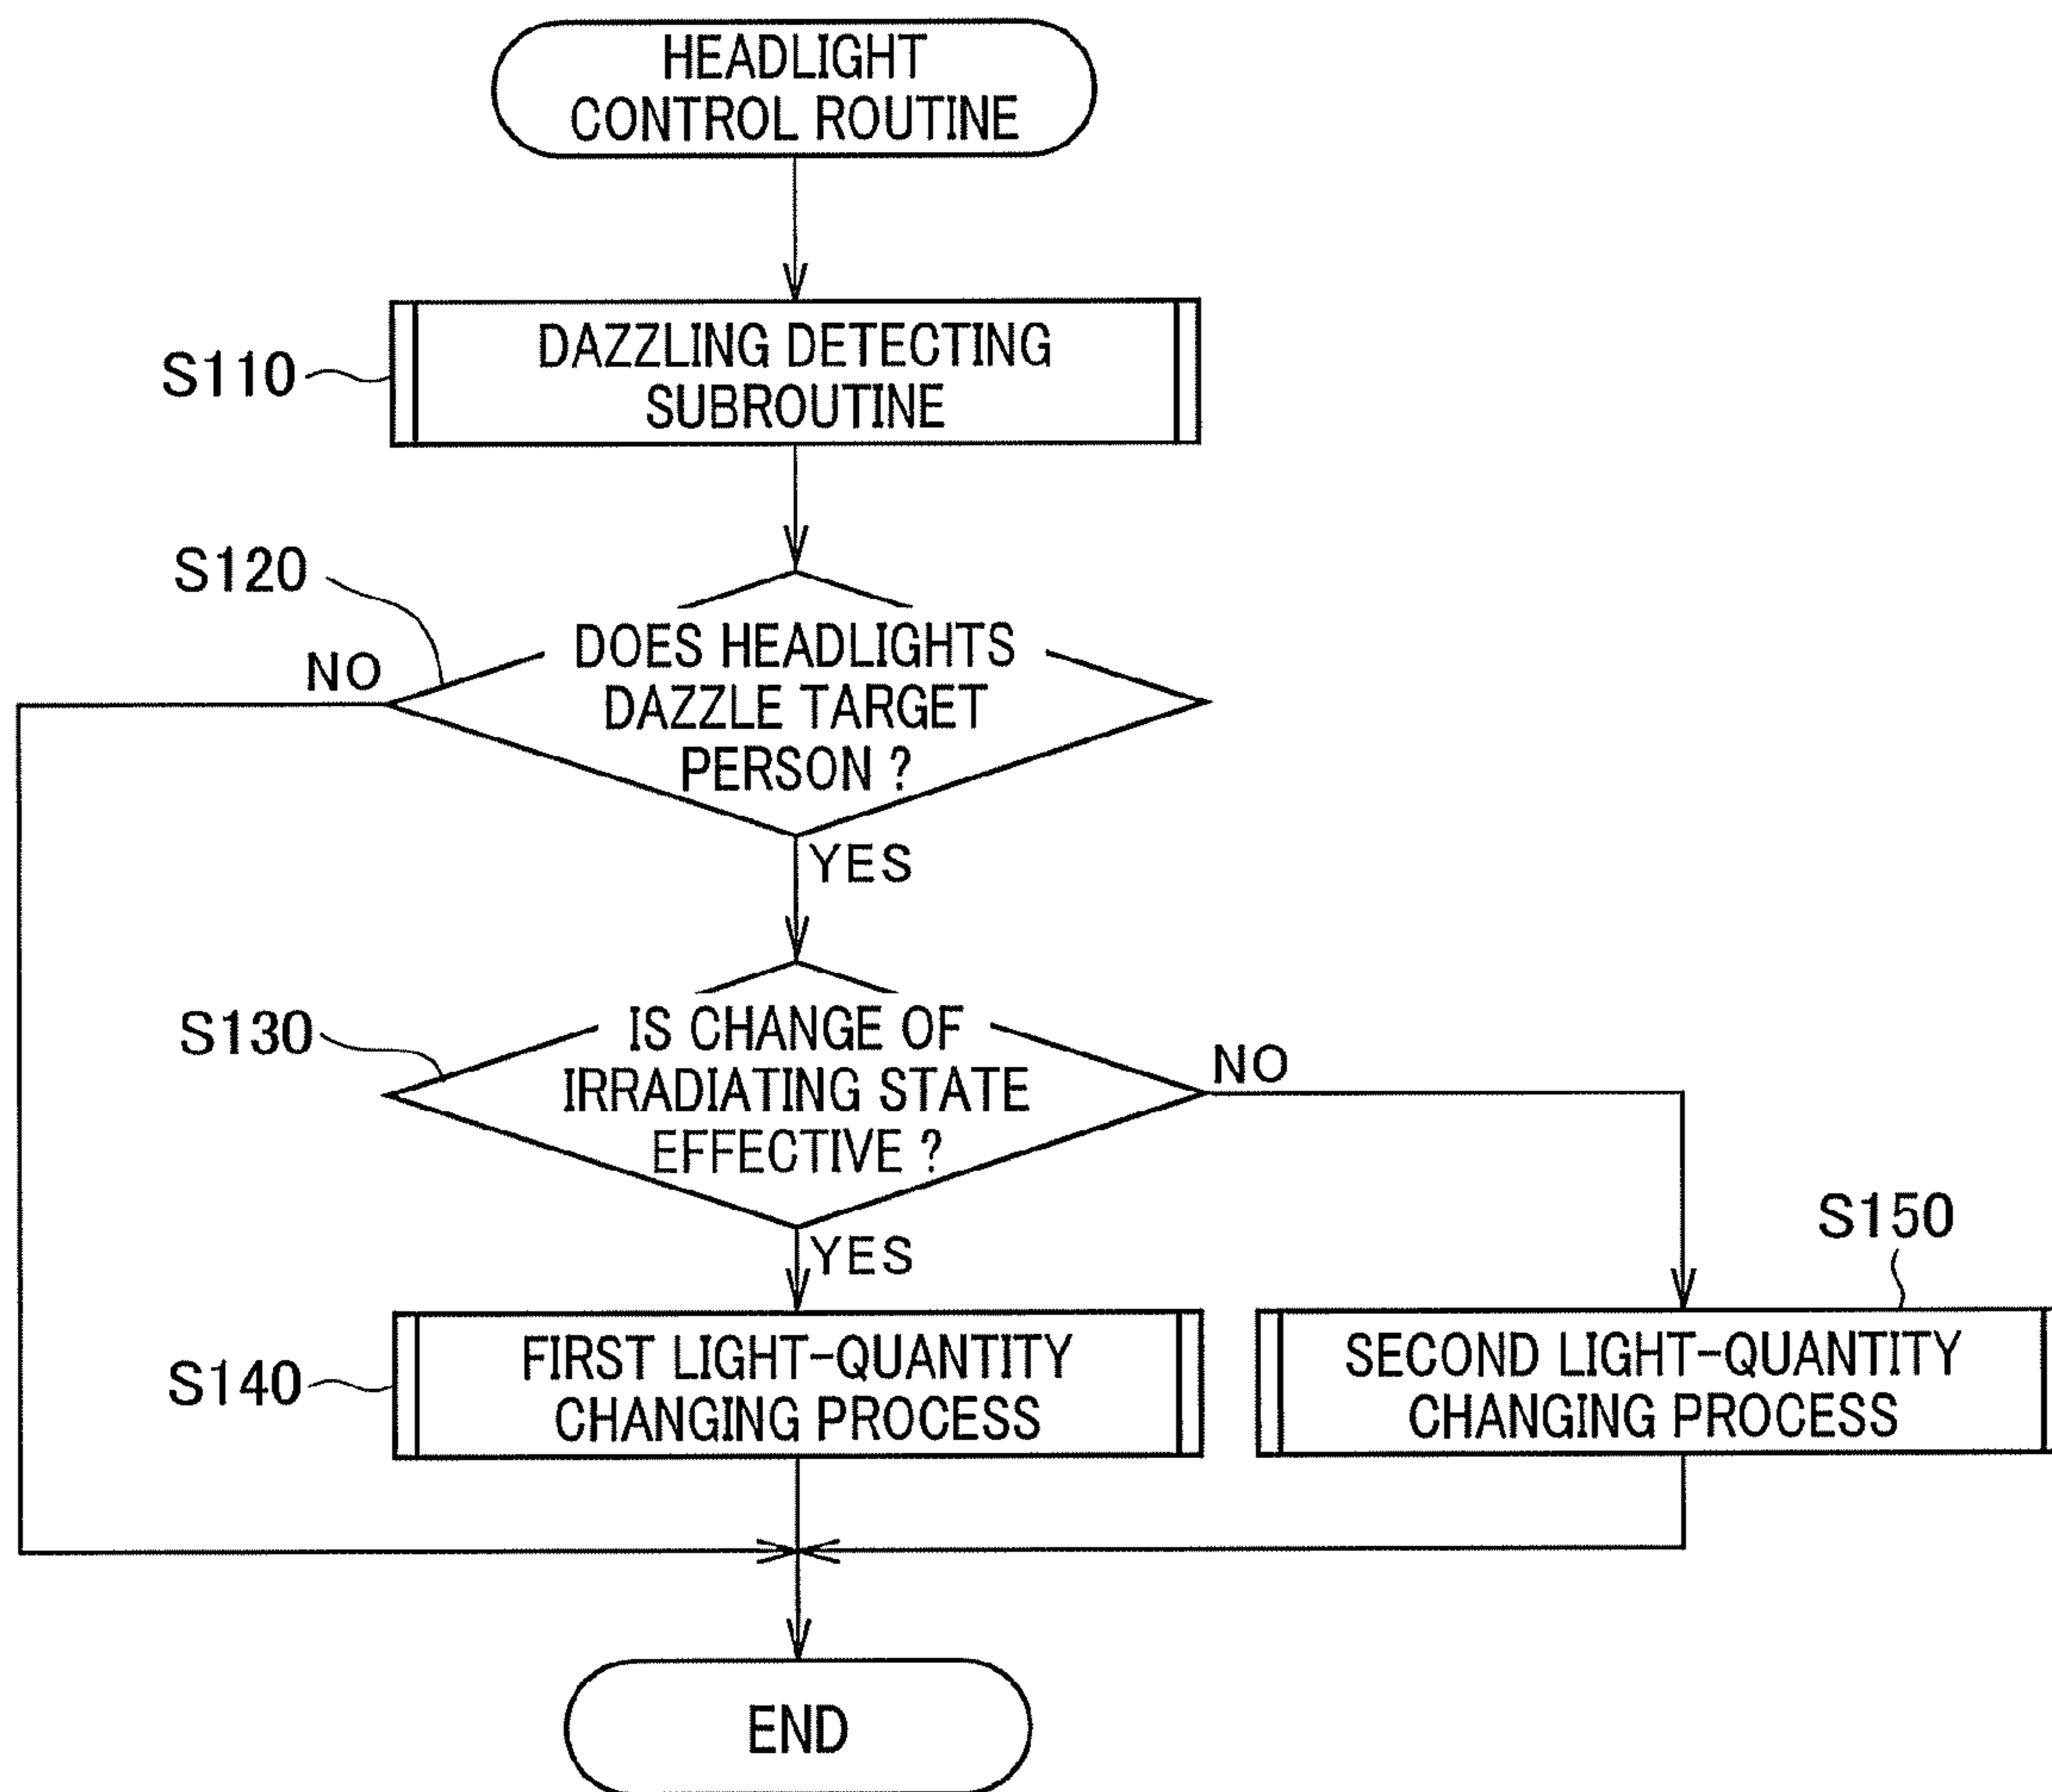 HEADLIGHT
CONTROL ROUTINE
S110
DAZZLING DETECTING
SUBROUTINE
S120
NO
DOES HEADLIGHTS
DAZZLE TARGET
PERSON ?
YES
S130
IS CHANGE OF
IRRADIATING STATE
EFFECTIVE ?
NO
YES
S150
S140
FIRST LIGHT-QUANTITY
CHANGING PROCESS
SECOND LIGHT-QUANTITY
CHANGING PROCESS
END